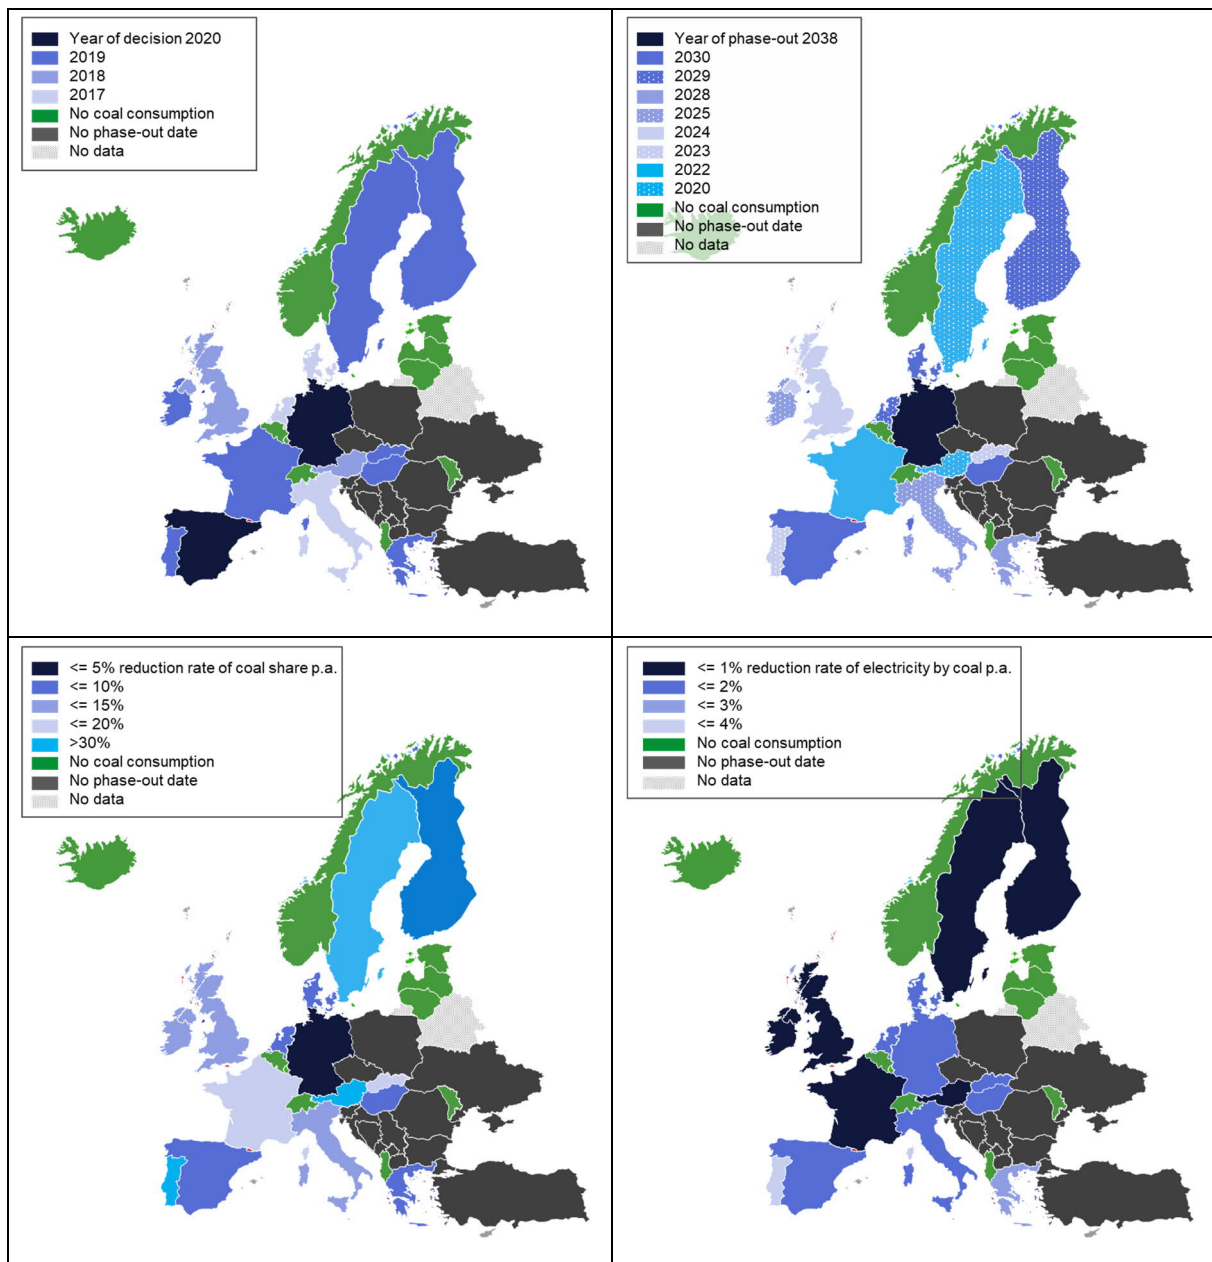 Year of decision 2020
2019
2018
2017
No coal consumption
No phase-out date
No data
Year of phase-out 2038
2030
2029
2028
2025
2024
2023
2022
2020
No coal consumption
No phase-out date
No data
<= 5% reduction rate of coal share p.a.
<= 10%
<= 15%
<= 20%
>30%
No coal consumption
No phase-out date
No data
<= 1% reduction rate of electricity by coal p.a.
<= 2%
<= 3%
<= 4%
No coal consumption
No phase-out date
No data